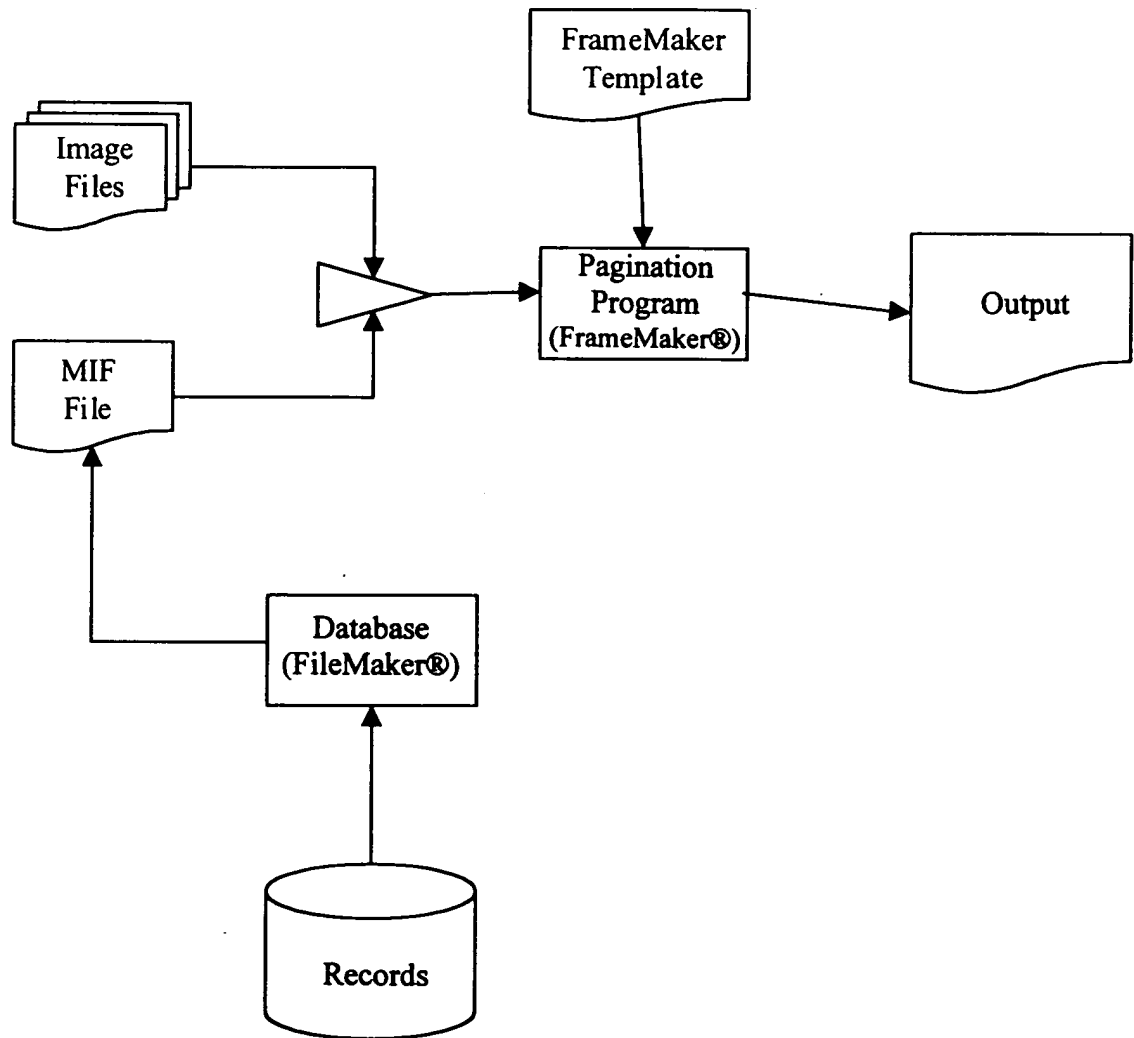 FrameMaker
Template
Image
Files
Pagination
Program
(FrameMaker®)
Output
MIF
File
Database
(FileMaker®)
Records